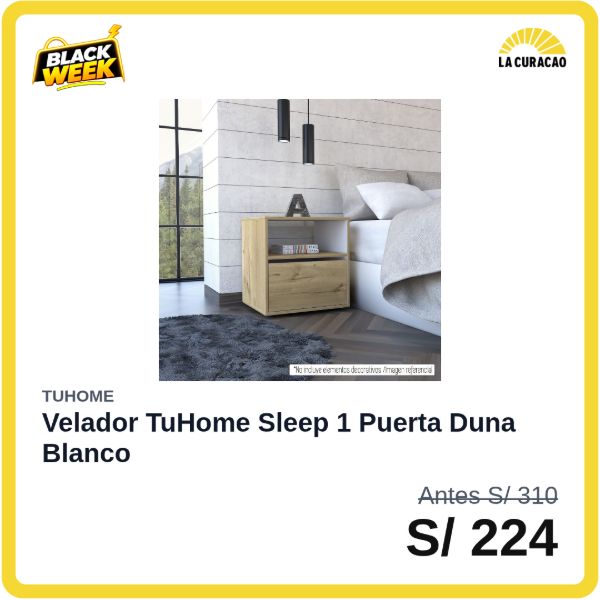 BLACK
WEEK
LA CURACAO
A
*No incluye elementos decorativos /Imagen referencial
TUHOME
Velador TuHome Sleep 1 Puerta Duna
Blanco
Antes S/ 310
S/ 224